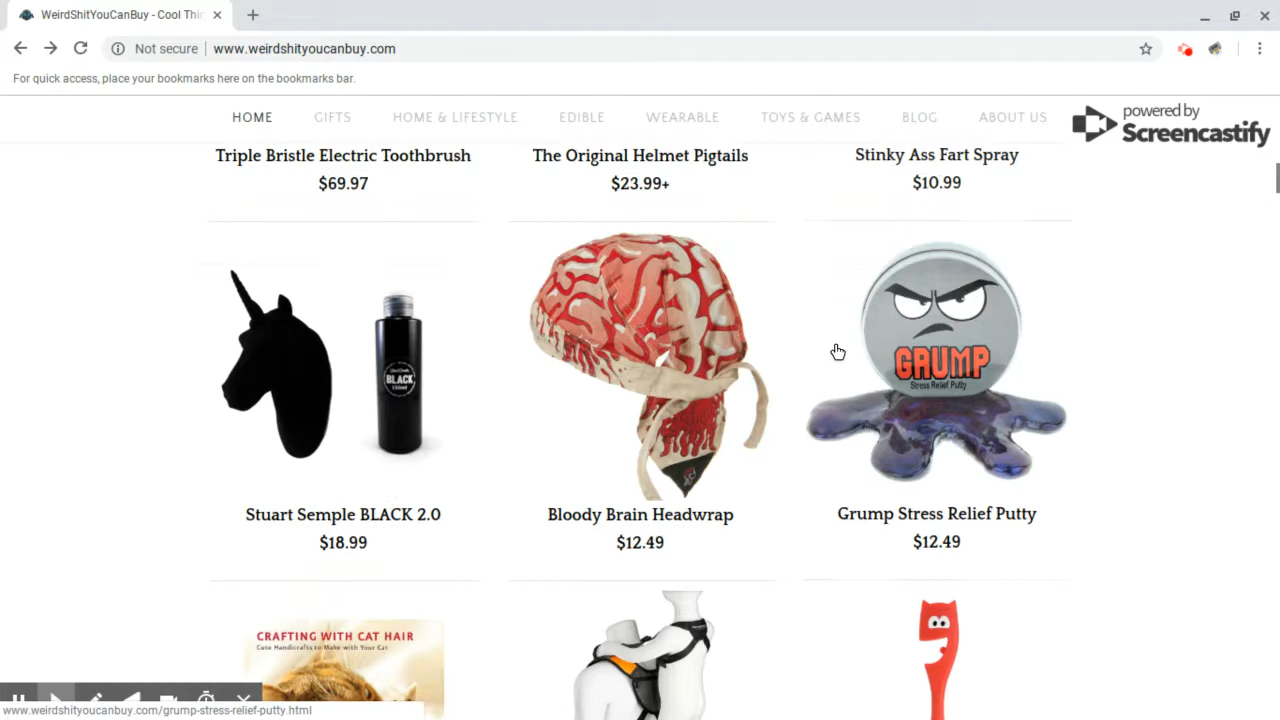 WeirdShitYouCanBuy - Cool Thin
Not secure
www.weirdshityoucanbuy.com
For quick access, place your bookmarks here on the bookmarks bar.
HOME
GIFTS
HOME & LIFESTYLE
EDIBLE
WEARABLE
TOYS & GAMES
BLOG
ABOUT US
powered by
Screencastify
Triple Bristle Electric Toothbrush
$69.97
The Original Helmet Pigtails
$23.99+
Stinky Ass Fart Spray
$10.99
BLACK
150ml
GRUMP
Stress Relief Putty
Stuart Semple BLACK 2.0
$18.99
Bloody Brain Headwrap
$12.49
Grump Stress Relief Putty
$12.49
CRAFTING WITH CAT HAIR
Cute Handicrafts to Make with Your Cat
www.weirdshityoucanbuy.com/grump-stress-relief-putty.html